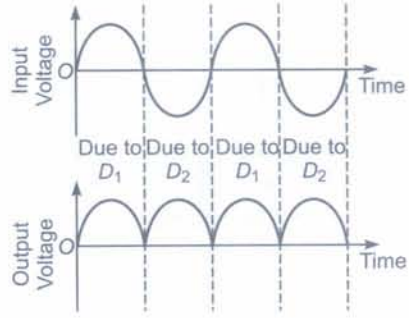 Input
Voltage
O
Time
Due to Due to Due to Due to
D1 D2 D1 D2
Output
Voltage
O
Time